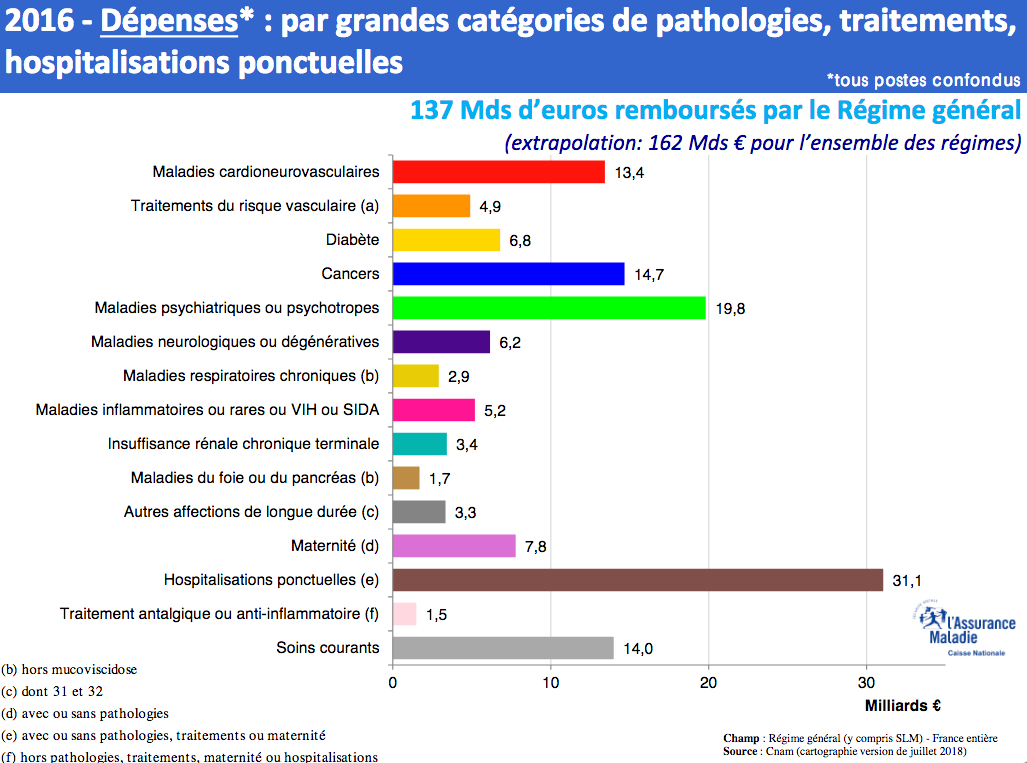 2016 - Dépenses* : par grandes catégories de pathologies, traitements,
hospitalisations ponctuelles
*tous postes confondus
137 Mds d’euros remboursés par le Régime général
(extrapolation: 162 Mds € pour l’ensemble des régimes)
Maladies cardioneurovasculaires 13,4
Traitements du risque vasculaire (a) 4,9
Diabète 6,8
Cancers 14,7
Maladies psychiatriques ou psychotropes 19,8
Maladies neurologiques ou dégénératives 6,2
Maladies respiratoires chroniques (b) 2,9
Maladies inflammatoires ou rares ou VIH ou SIDA 5,2
Insuffisance rénale chronique terminale 3,4
Maladies du foie ou du pancréas (b) 1,7
Autres affections de longue durée (c) 3,3
Maternité (d) 7,8
Hospitalisations ponctuelles (e) 31,1
Traitement antalgique ou anti-inflammatoire (f) 1,5
Soins courants 14,0
l'Assurance
Maladie
Caisse Nationale
0 10 20 30
Milliards €
(b) hors mucoviscidose
(c) dont 31 et 32
(d) avec ou sans pathologies
(e) avec ou sans pathologies, traitements ou maternité
(f) hors pathologies, traitements, maternité ou hospitalisations
Champ : Régime général (y compris SLM) - France entière
Source : Cnam (cartographie version de juillet 2018)